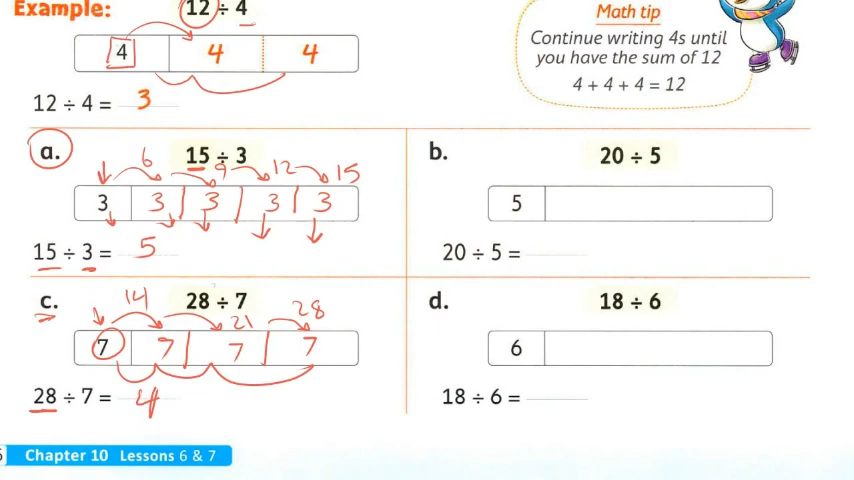 Example: 12 ÷ 4
4 4 4
12 ÷ 4 = 3
Math tip
Continue writing 4s until
you have the sum of 12
4 + 4 + 4 = 12
a. 15 ÷ 3
6 9 12 15
3 3 3 3 3
15 ÷ 3 = 5
b. 20 ÷ 5
5
20 ÷ 5 =
c. 28 ÷ 7
14 21 28
7 7 7 7
28 ÷ 7 = 4
d. 18 ÷ 6
6
18 ÷ 6 =
Chapter 10 Lessons 6 & 7